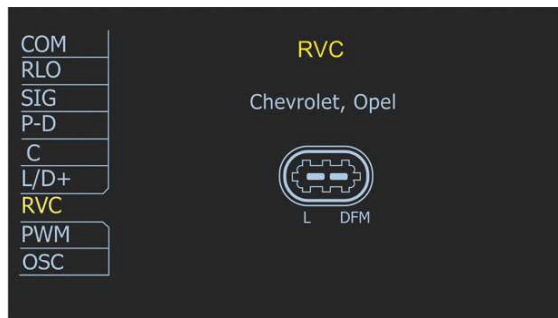 COM
RLO
SIG
P-D
C
L/D+
RVC
PWM
OSC
RVC
Chevrolet, Opel
L DFM